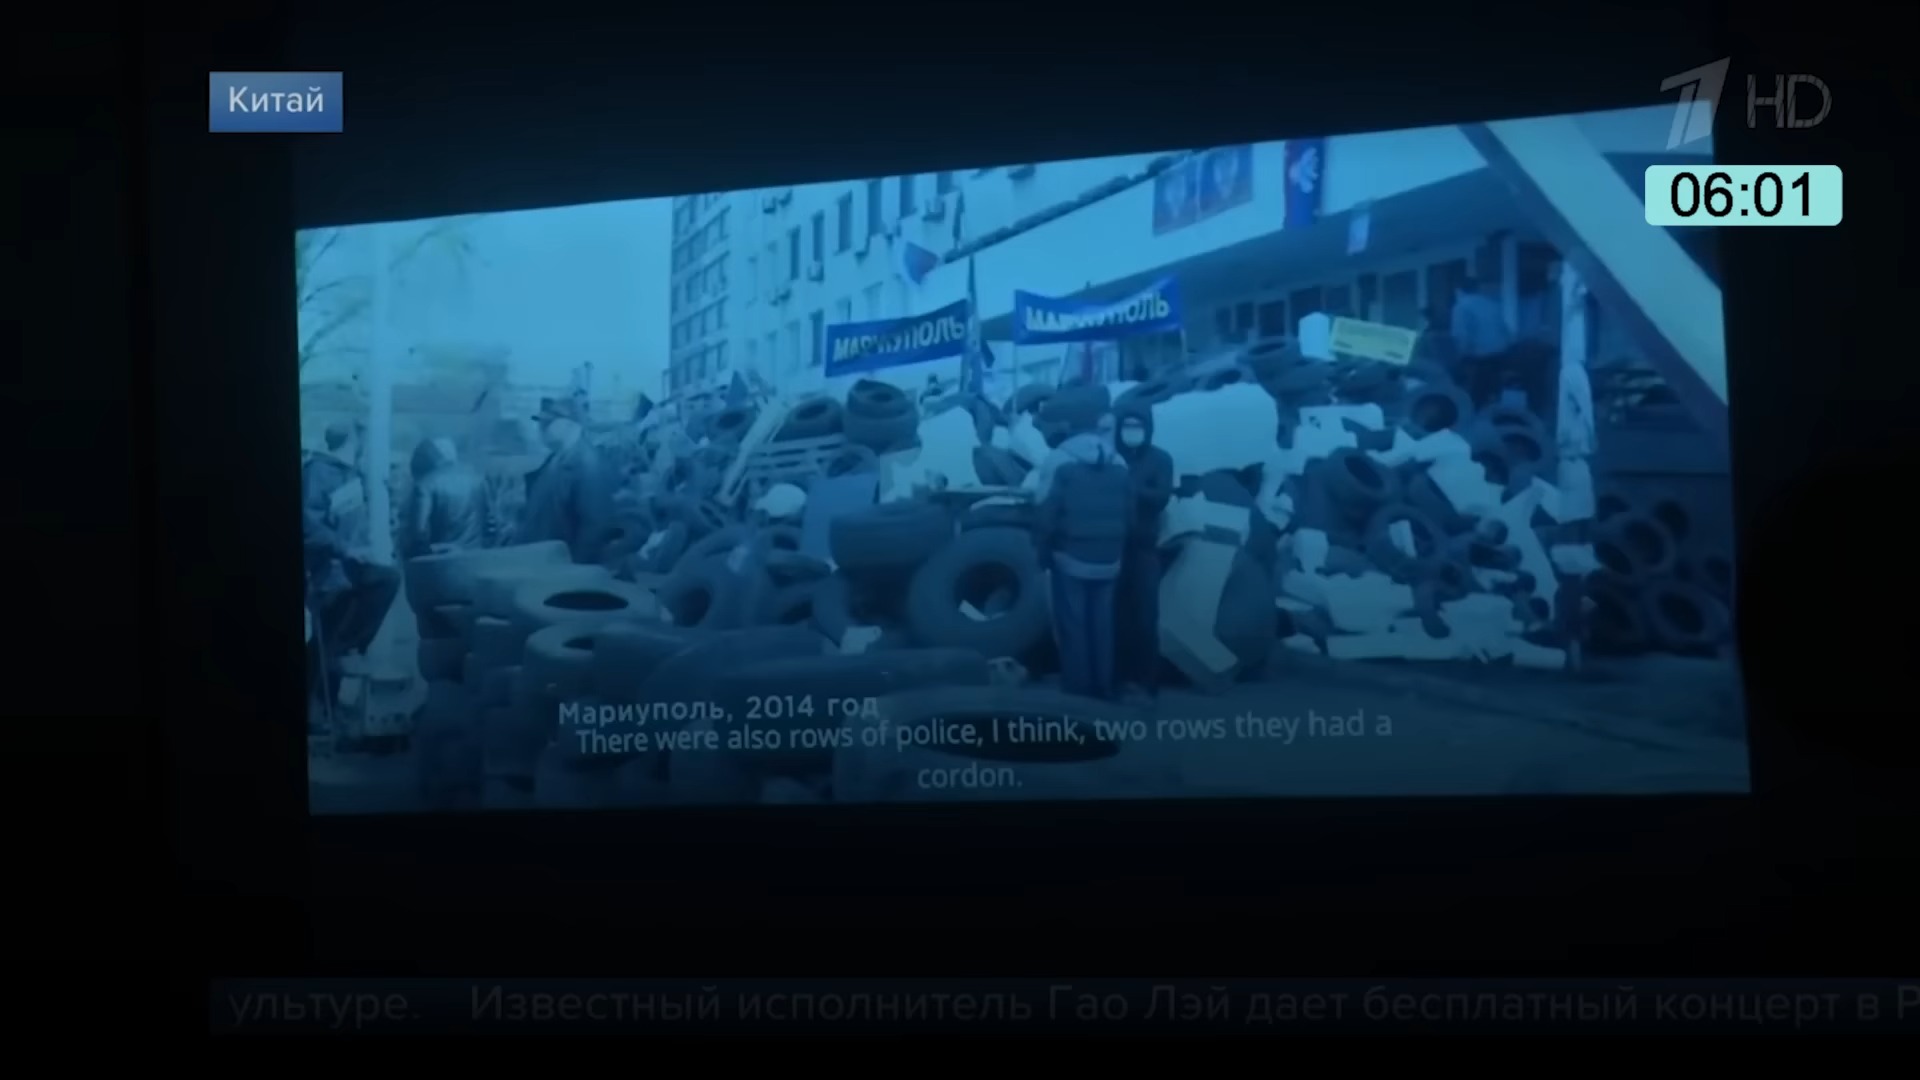 Китай
HD
06:01
МАРИУПОЛЬ
МАРИУПОЛЬ
Мариуполь, 2014 год
There were also rows of police, I think, two rows they had a
cordon.
ультуре. Известный исполнитель Гао Лэй дает бесплатный концерт в Р